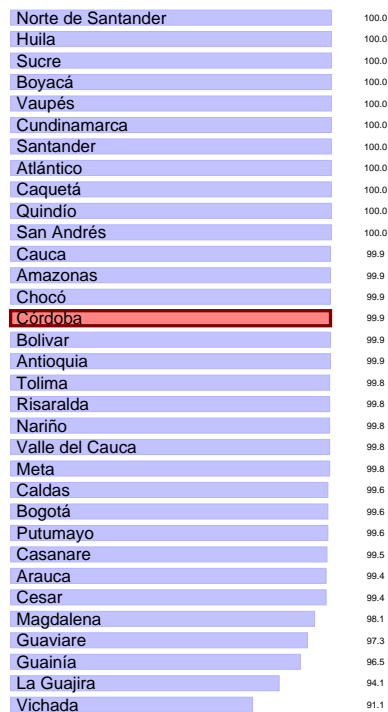 Norte de Santander 100.0
Huila 100.0
Sucre 100.0
Boyacá 100.0
Vaupés 100.0
Cundinamarca 100.0
Santander 100.0
Atlántico 100.0
Caquetá 100.0
Quindío 100.0
San Andrés 100.0
Cauca 99.9
Amazonas 99.9
Chocó 99.9
Córdoba 99.9
Bolivar 99.9
Antioquia 99.9
Tolima 99.8
Risaralda 99.8
Nariño 99.8
Valle del Cauca 99.8
Meta 99.8
Caldas 99.6
Bogotá 99.6
Putumayo 99.6
Casanare 99.5
Arauca 99.4
Cesar 99.4
Magdalena 98.1
Guaviare 97.3
Guainía 96.5
La Guajira 94.1
Vichada 91.1